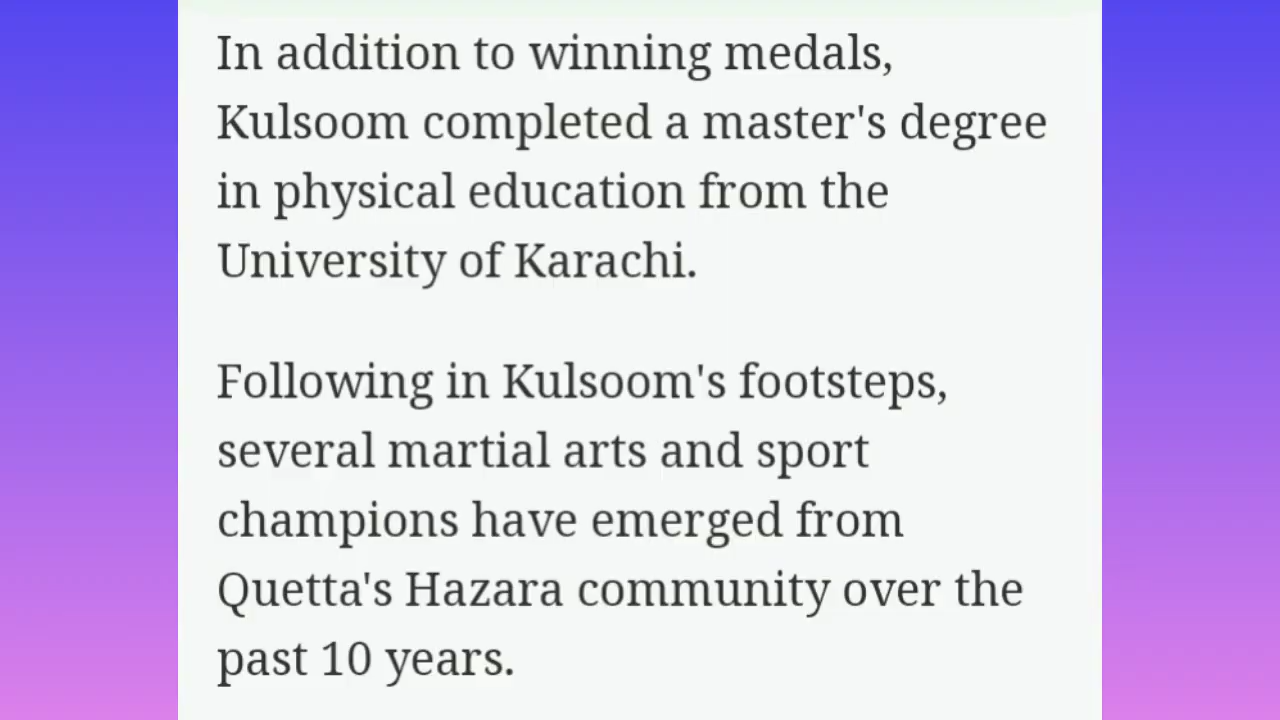 In addition to winning medals,
Kulsoom completed a master's degree
in physical education from the
University of Karachi.
Following in Kulsoom's footsteps,
several martial arts and sport
champions have emerged from
Quetta's Hazara community over the
past 10 years.